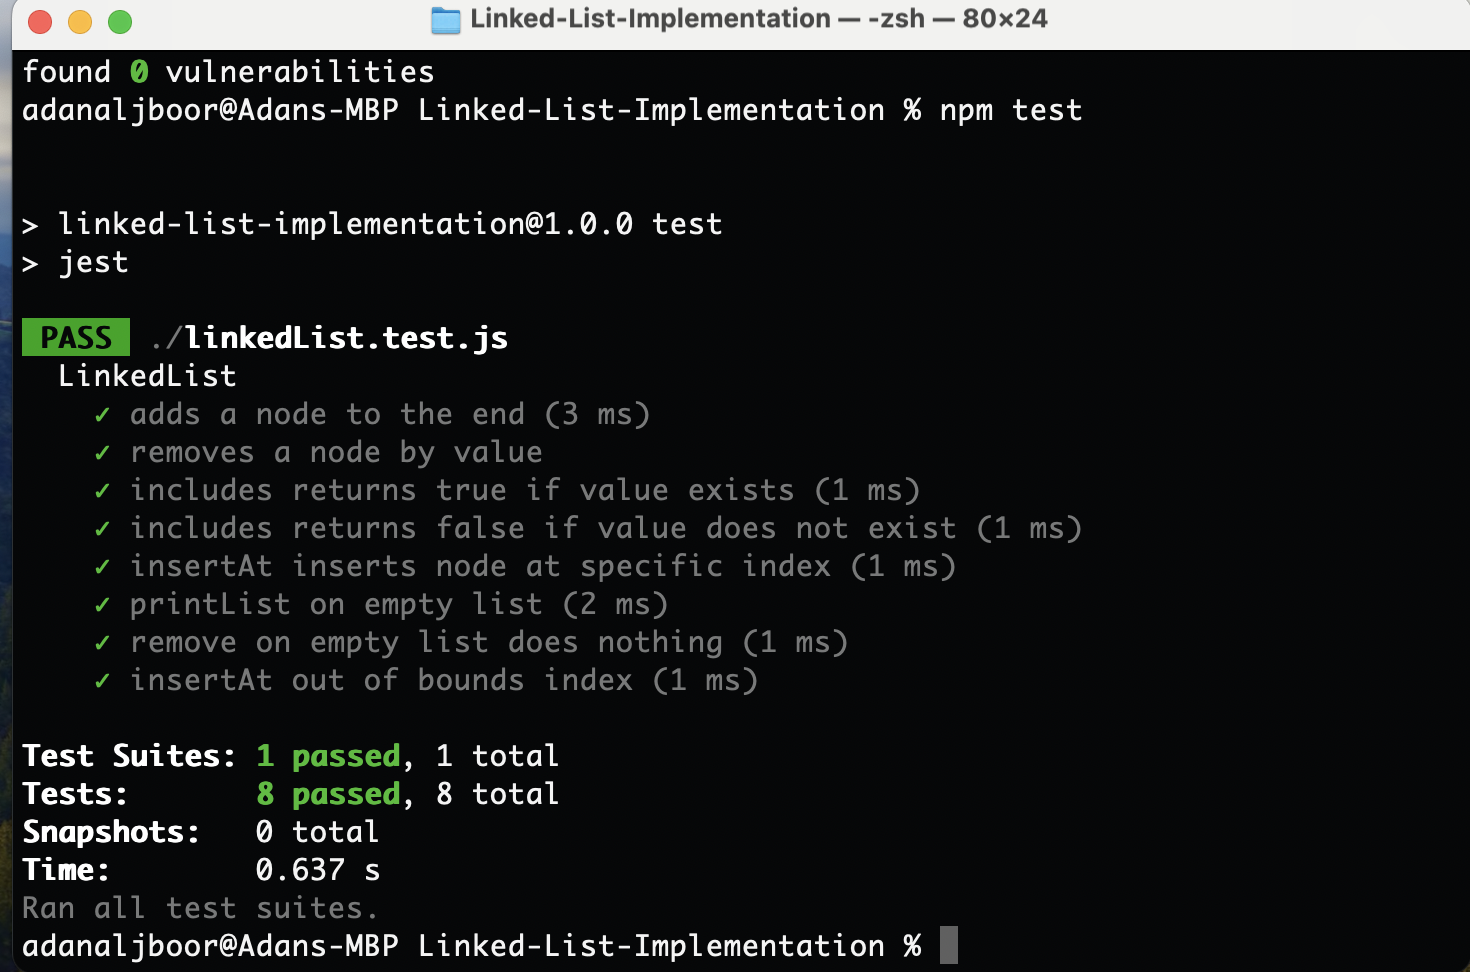 Linked-List-Implementation — -zsh — 80×24
found 0 vulnerabilities
adanaljboor@Adans-MBP Linked-List-Implementation % npm test
> linked-list-implementation@1.0.0 test
> jest
PASS ./linkedList.test.js
LinkedList
✓ adds a node to the end (3 ms)
✓ removes a node by value
✓ includes returns true if value exists (1 ms)
✓ includes returns false if value does not exist (1 ms)
✓ insertAt inserts node at specific index (1 ms)
✓ printList on empty list (2 ms)
✓ remove on empty list does nothing (1 ms)
✓ insertAt out of bounds index (1 ms)
Test Suites: 1 passed, 1 total
Tests: 8 passed, 8 total
Snapshots: 0 total
Time: 0.637 s
Ran all test suites.
adanaljboor@Adans-MBP Linked-List-Implementation %